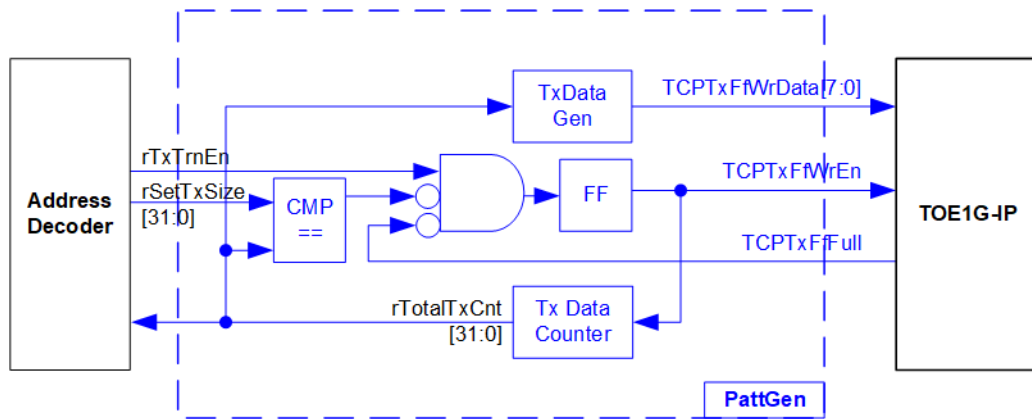 TxData
Gen
TCPTxFfWrData[7:0]
rTxTrnEn
rSetTxSize
[31:0]
Address
Decoder
CMP
==
FF
TCPTxFfWrEn
TOE1G-IP
TCPTxFfFull
rTotalTxCnt
[31:0]
Tx Data
Counter
PattGen